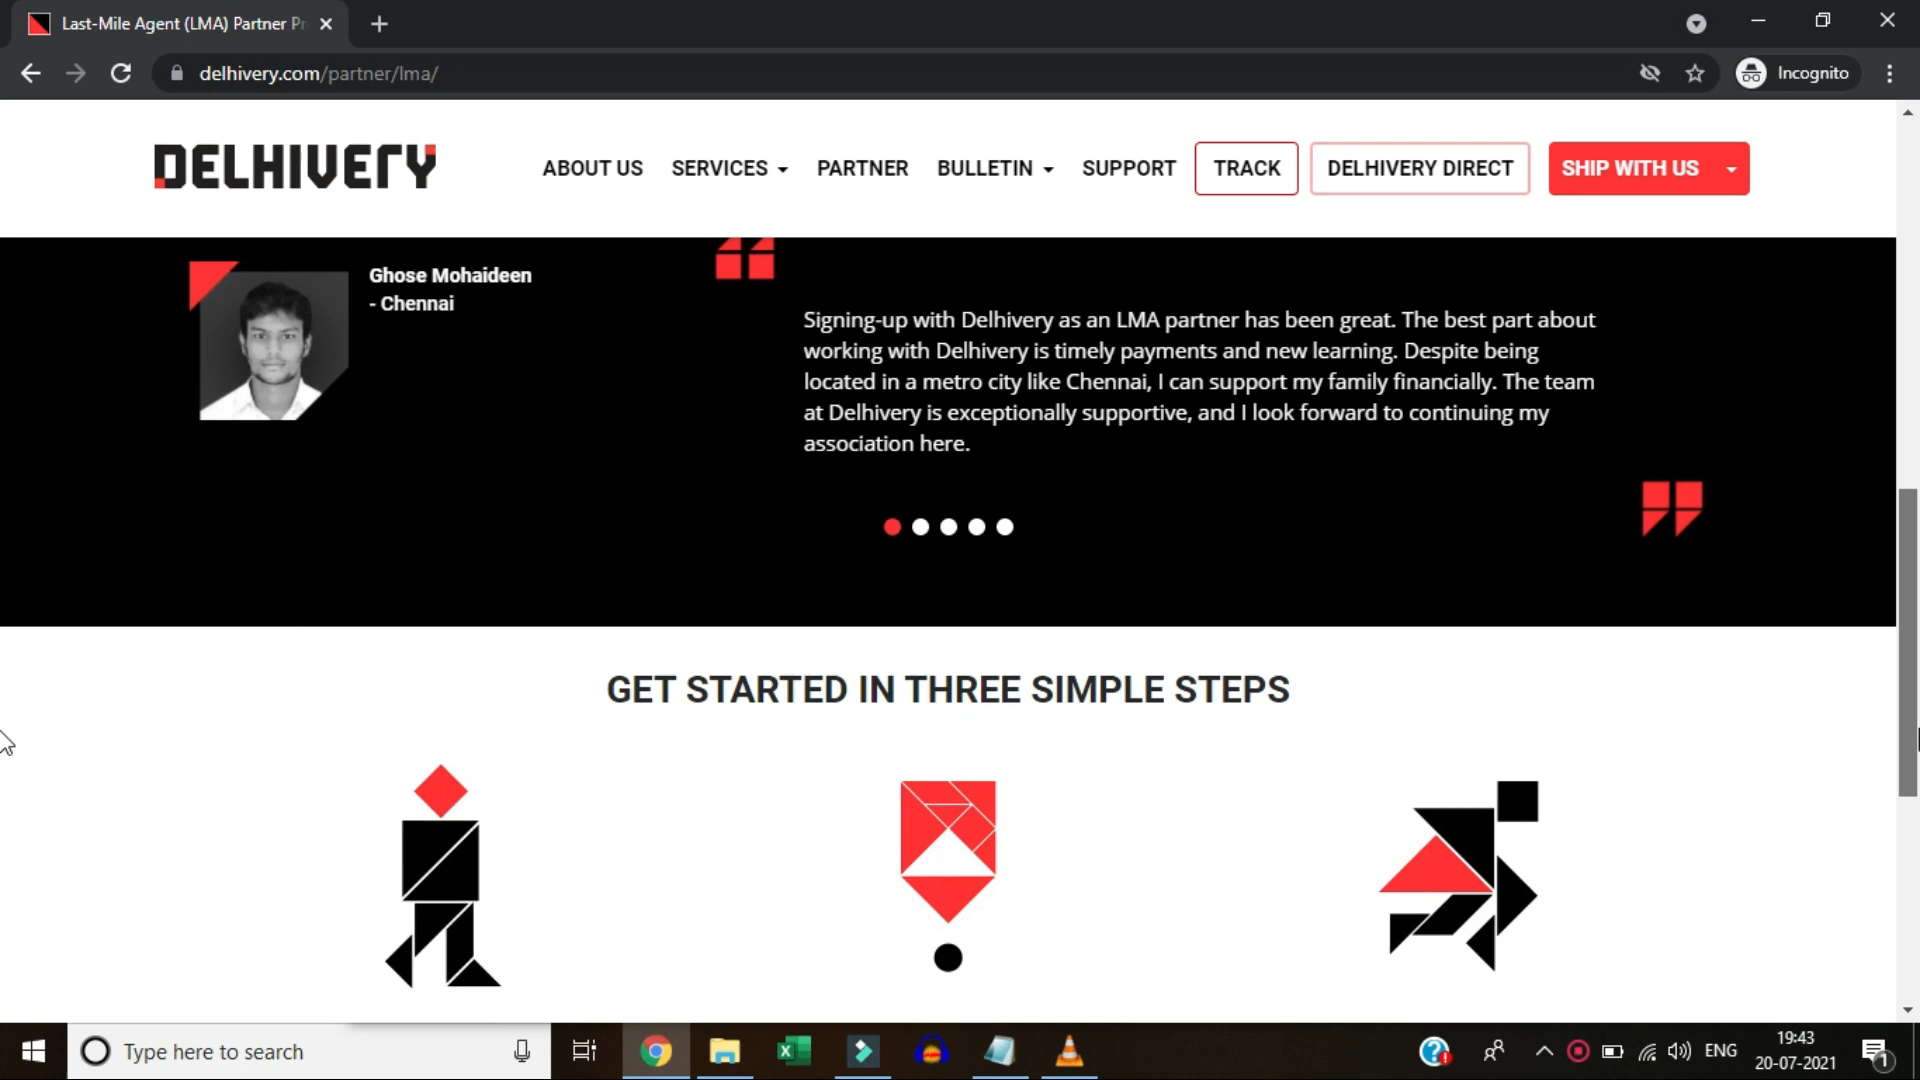 Last-Mile Agent (LMA) Partner Pr
delhivery.com/partner/lma/
Incognito
DELHIVERY
ABOUT US
SERVICES
PARTNER
BULLETIN
SUPPORT
TRACK
DELHIVERY DIRECT
SHIP WITH US
Ghose Mohaideen
- Chennai
Signing-up with Delhivery as an LMA partner has been great. The best part about
working with Delhivery is timely payments and new learning. Despite being
located in a metro city like Chennai, I can support my family financially. The team
at Delhivery is exceptionally supportive, and I look forward to continuing my
association here.
GET STARTED IN THREE SIMPLE STEPS
Type here to search
ENG
19:43
20-07-2021
1